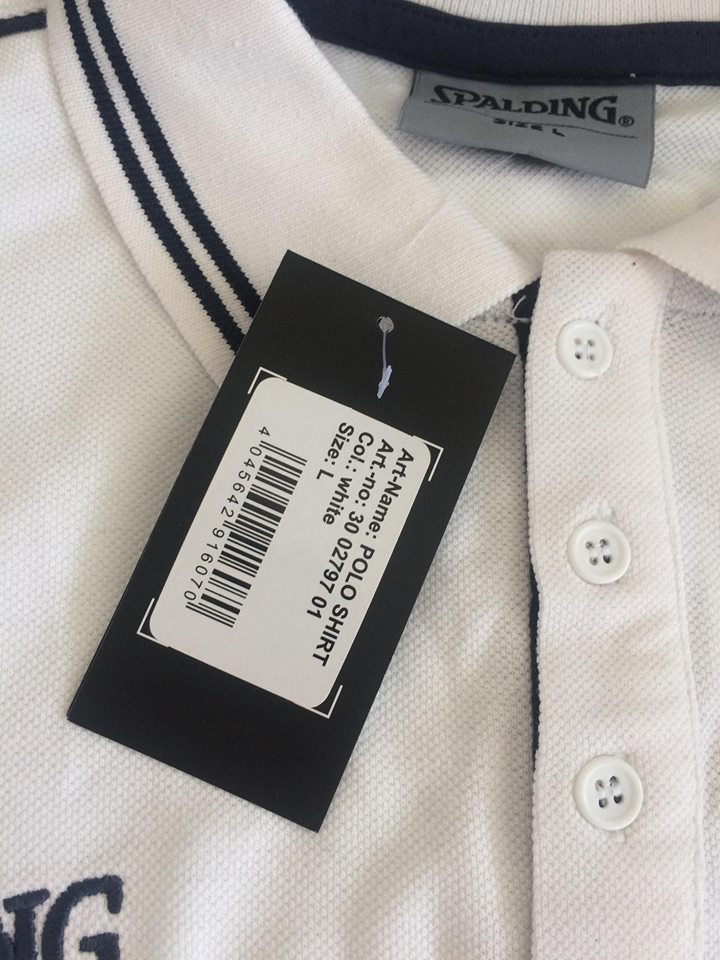 SPALDING®
SIZE L
Art-Name: POLO SHIRT
Art.-no: 30 02797 01
Col.: white
Size: L
4 045642 916070
NG